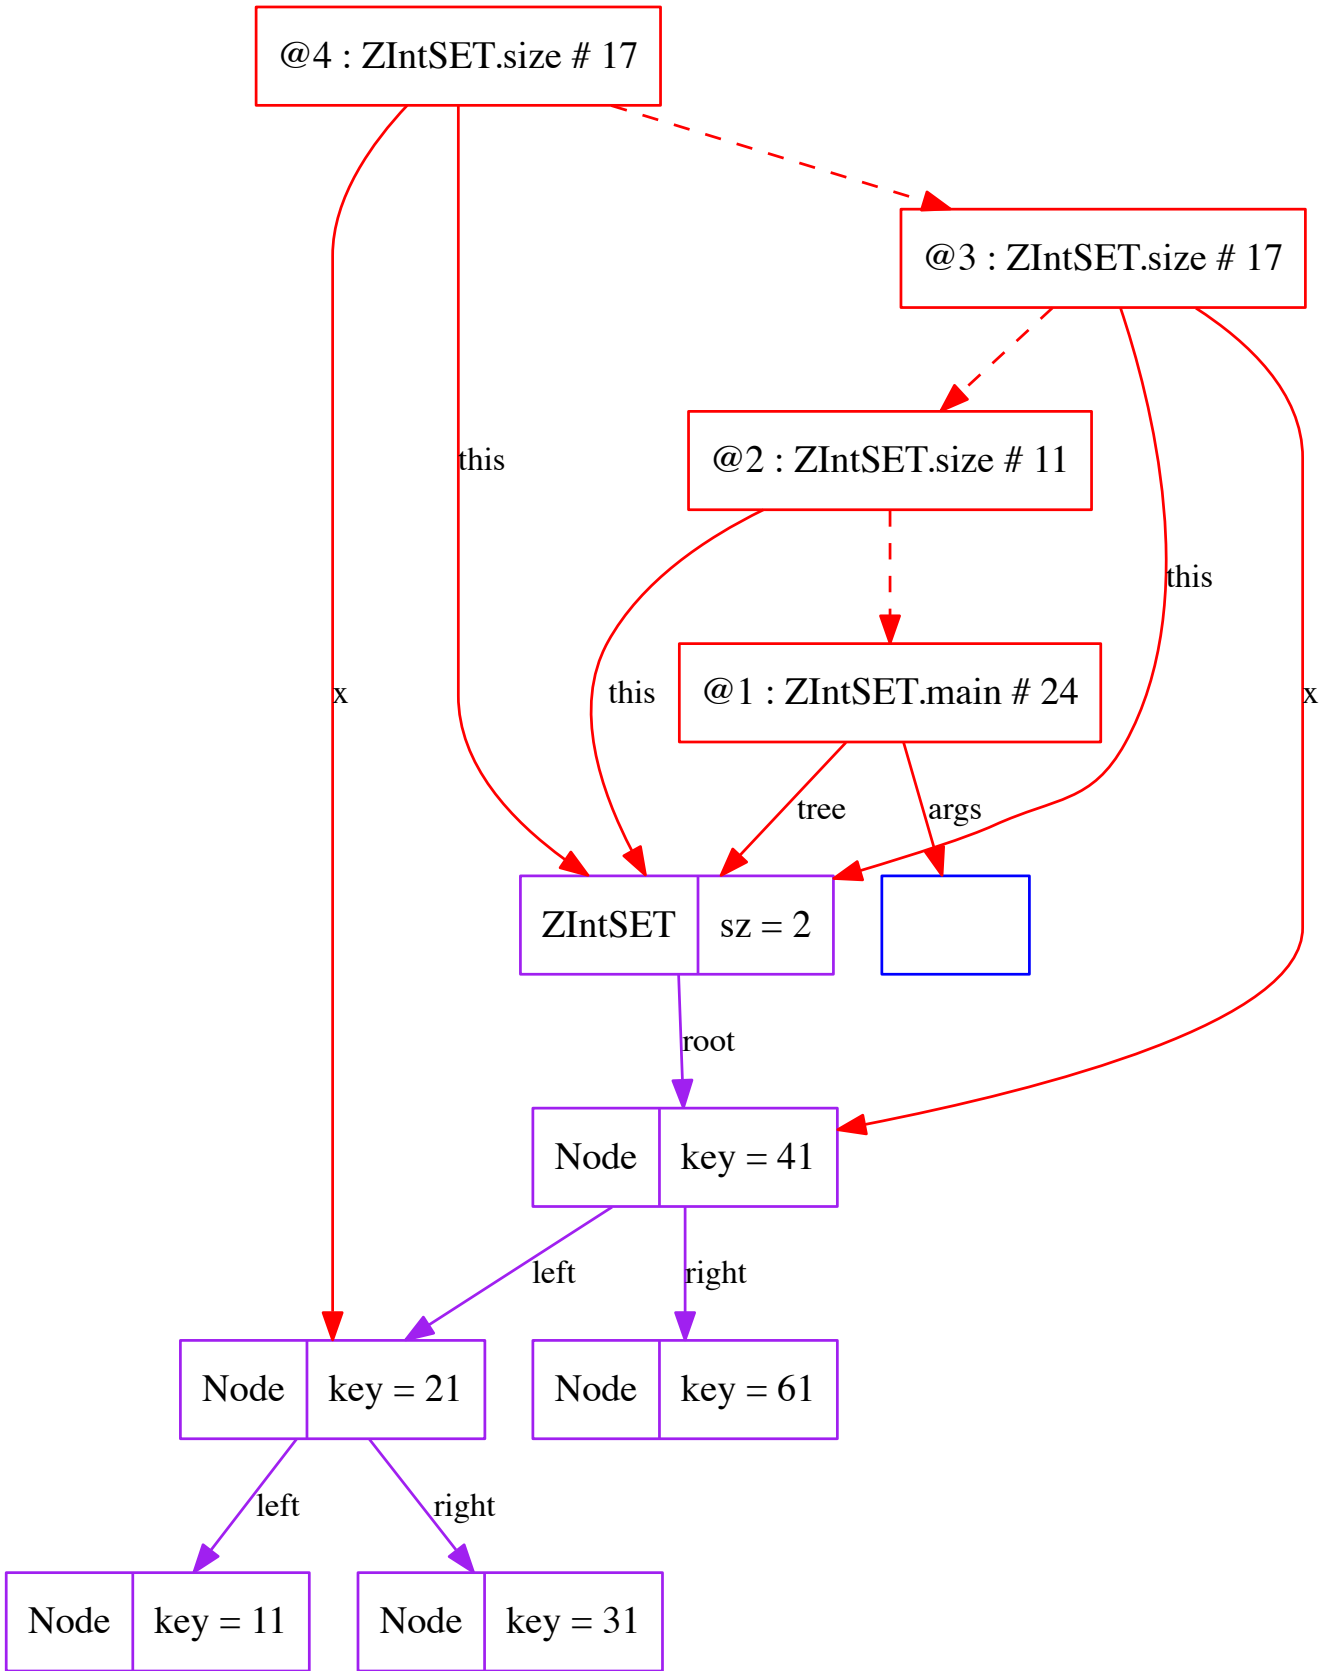 @4 : ZIntSET.size # 17
@3 : ZIntSET.size # 17
this
@2 : ZIntSET.size # 11
this
x
this
@1 : ZIntSET.main # 24
x
tree
args
ZIntSET
sz = 2
root
Node
key = 41
left
right
Node
key = 21
Node
key = 61
left
right
Node
key = 11
Node
key = 31